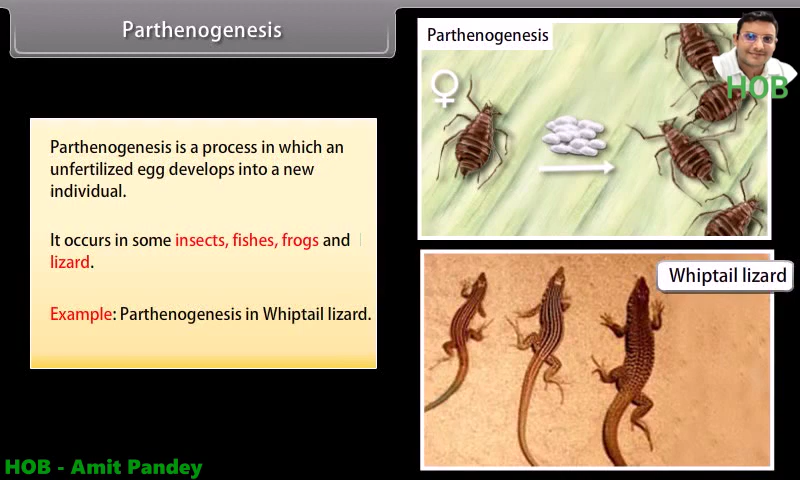 Parthenogenesis
Parthenogenesis is a process in which an
unfertilized egg develops into a new
individual.
It occurs in some insects, fishes, frogs and
lizard.
Example: Parthenogenesis in Whiptail lizard.
Parthenogenesis
HOB
Whiptail lizard
HOB - Amit Pandey